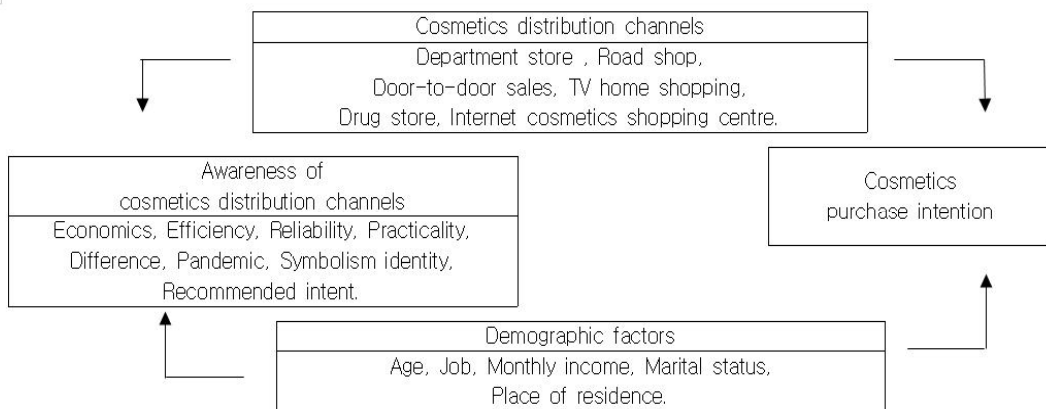 Cosmetics distribution channels
Department store , Road shop,
Door-to-door sales, TV home shopping,
Drug store, Internet cosmetics shopping centre.
Awareness of
cosmetics distribution channels
Economics, Efficiency, Reliability, Practicality,
Difference, Pandemic, Symbolism identity,
Recommended intent.
Cosmetics
purchase intention
Demographic factors
Age, Job, Monthly income, Marital status,
Place of residence.